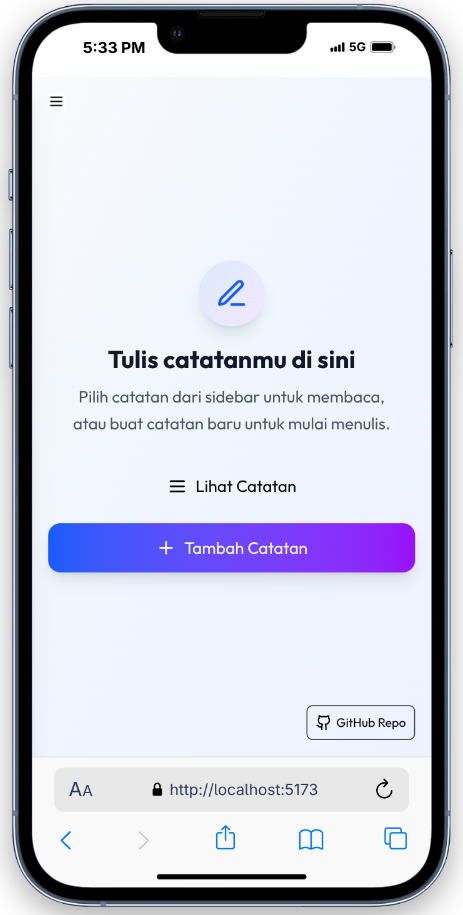 5:33 PM
5G
Tulis catatanmu di sini
Pilih catatan dari sidebar untuk membaca,
atau buat catatan baru untuk mulai menulis.
Lihat Catatan
Tambah Catatan
GitHub Repo
AA
http://localhost:5173